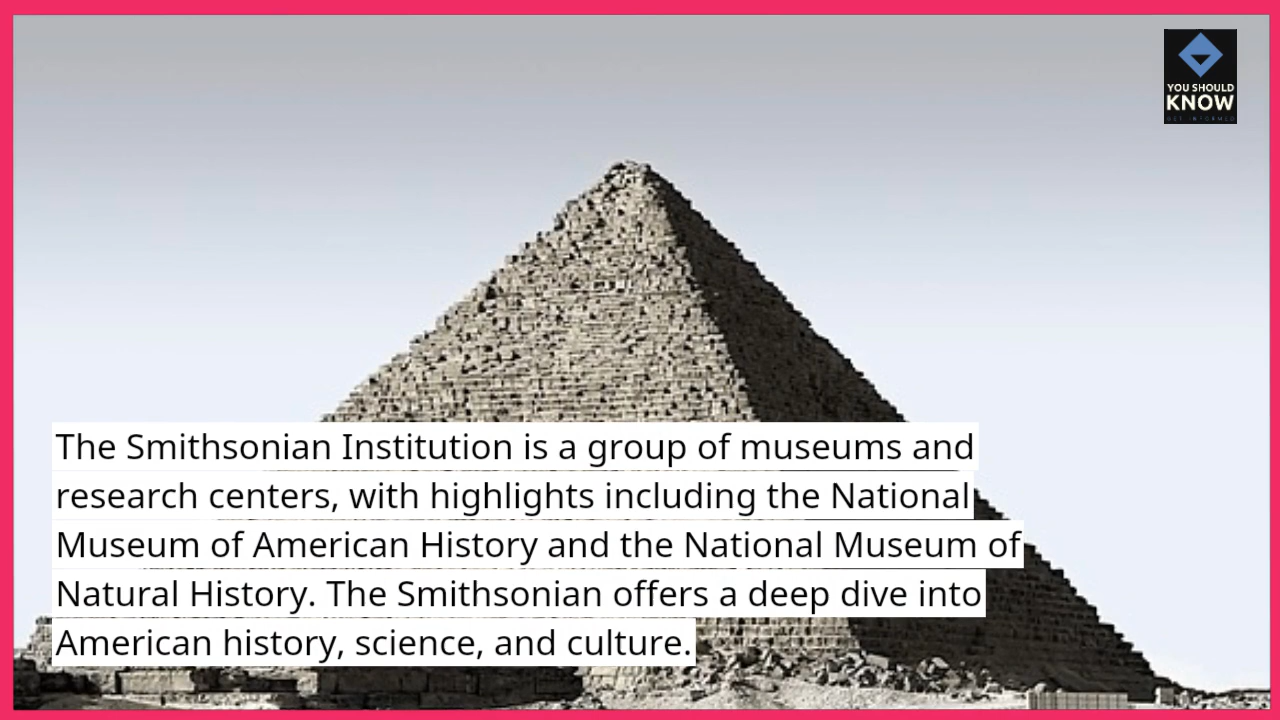 YOU SHOULD
KNOW
GET INFORMED
The Smithsonian Institution is a group of museums and
research centers, with highlights including the National
Museum of American History and the National Museum of
Natural History. The Smithsonian offers a deep dive into
American history, science, and culture.